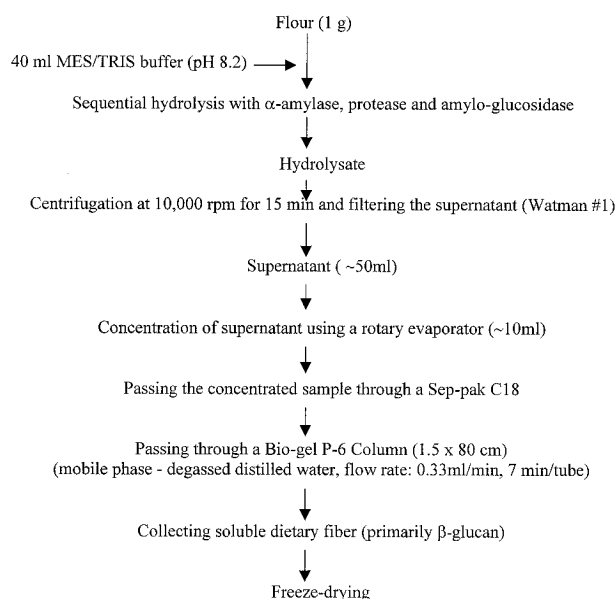 Flour (1 g)
40 ml MES/TRIS buffer (pH 8.2)
Sequential hydrolysis with α-amylase, protease and amylo-glucosidase
Hydrolysate
Centrifugation at 10,000 rpm for 15 min and filtering the supernatant (Watman #1)
Supernatant ( ~50ml)
Concentration of supernatant using a rotary evaporator (~10ml)
Passing the concentrated sample through a Sep-pak C18
Passing through a Bio-gel P-6 Column (1.5 x 80 cm)
(mobile phase - degassed distilled water, flow rate: 0.33ml/min, 7 min/tube)
Collecting soluble dietary fiber (primarily β-glucan)
Freeze-drying